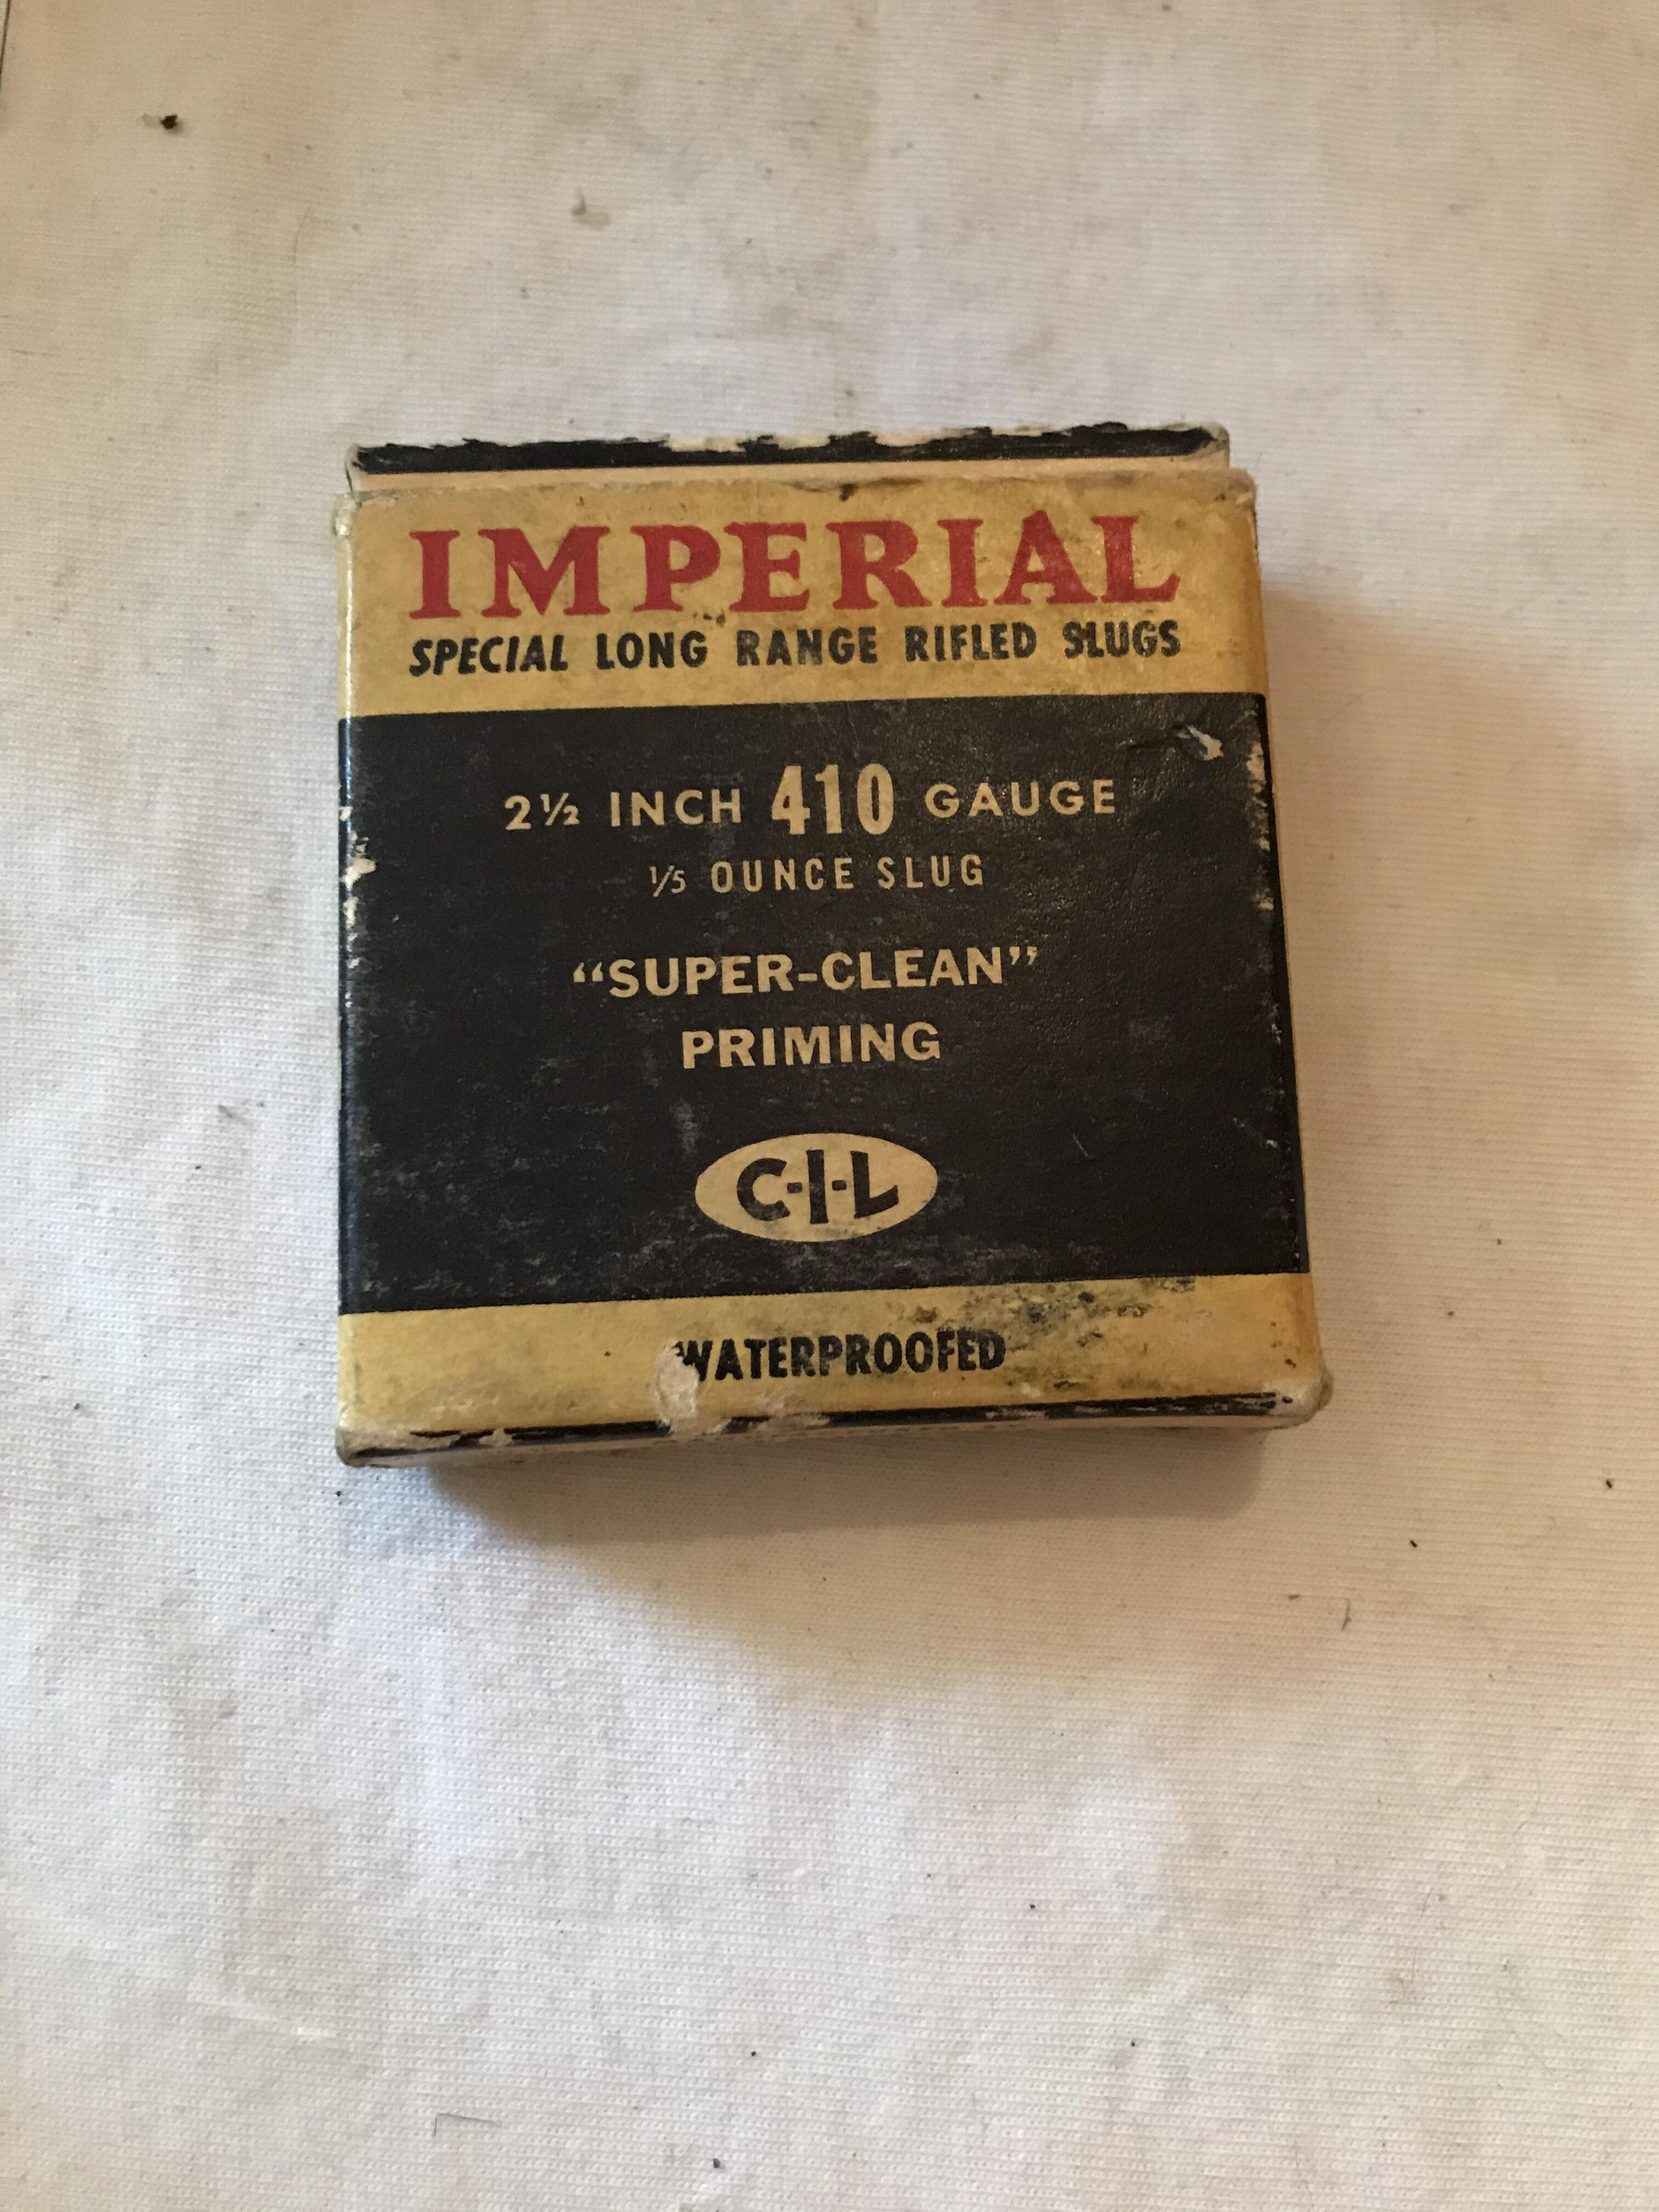 IMPERIAL
SPECIAL LONG RANGE RIFLED SLUGS
2½ INCH 410 GAUGE
⅕ OUNCE SLUG
“SUPER-CLEAN”
PRIMING
C-I-L
WATERPROOFED